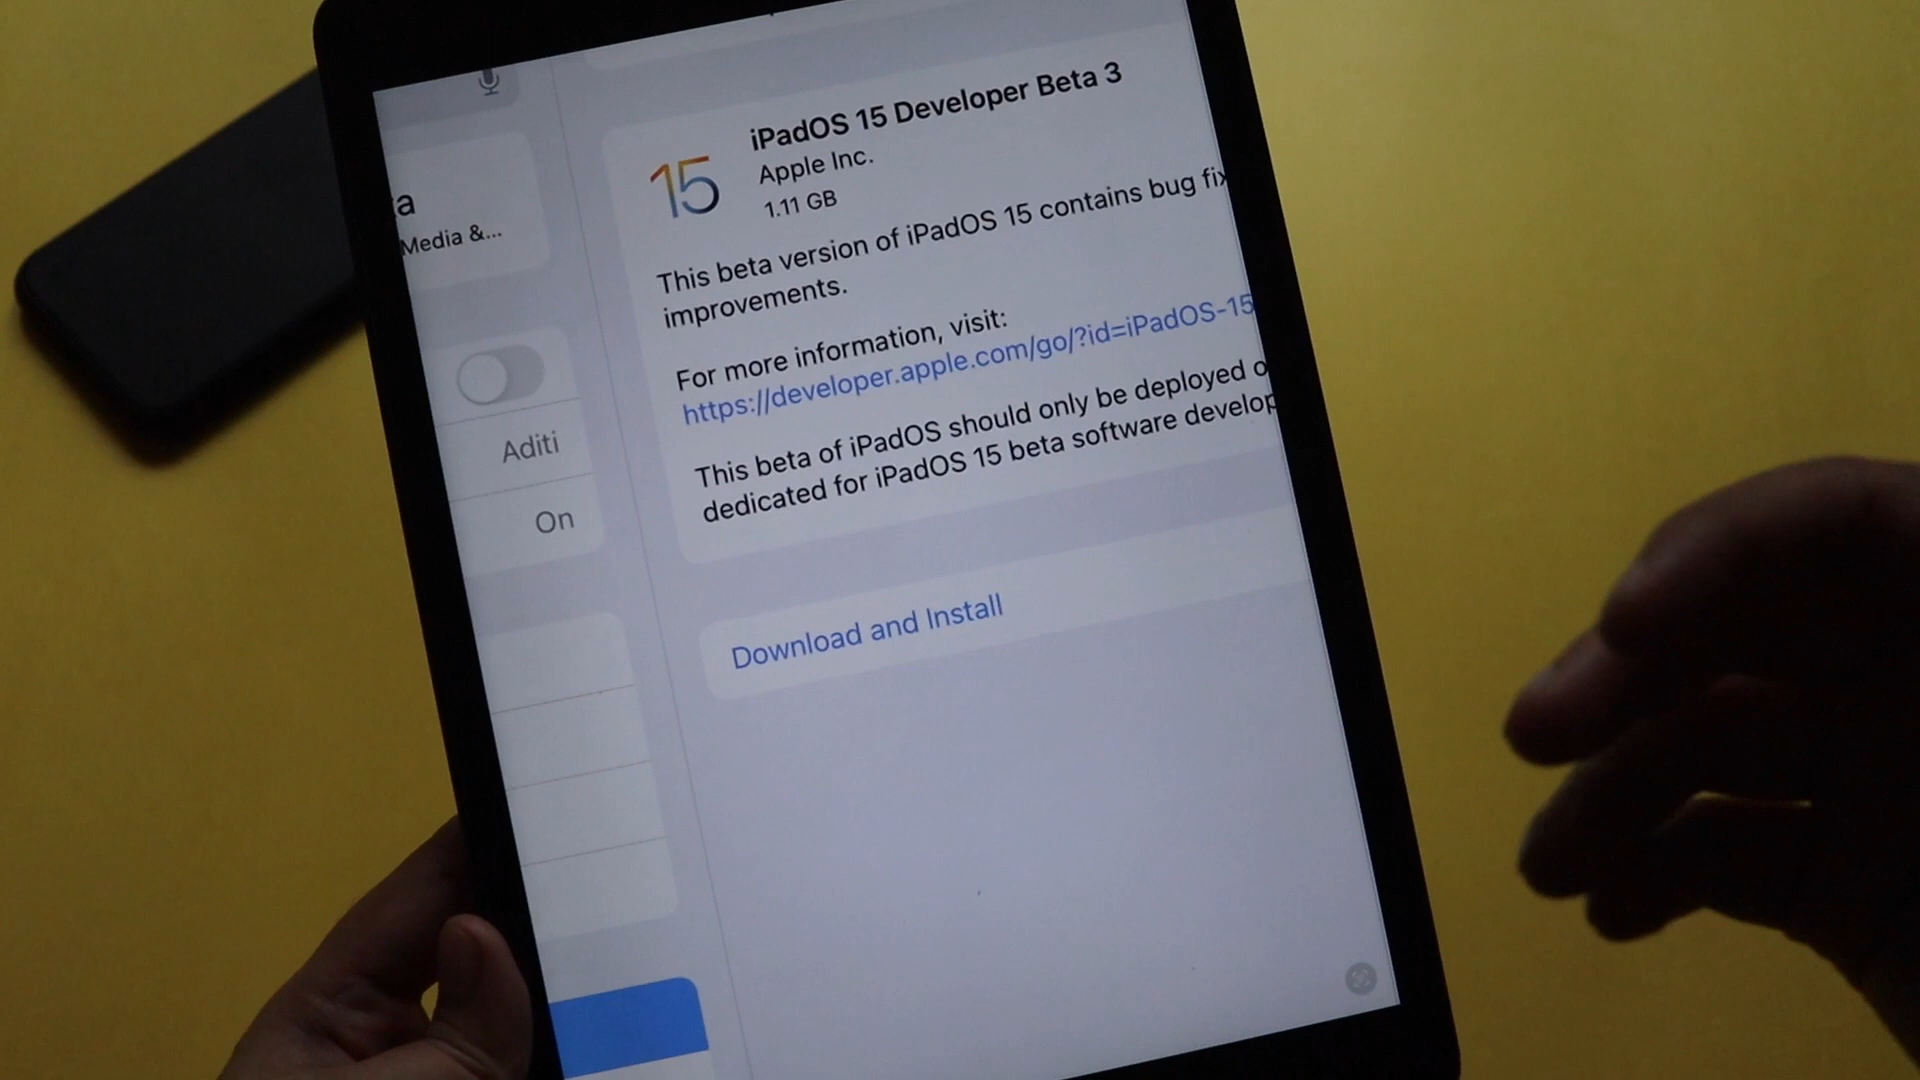 Media &...
Aditi
On
iPadOS 15 Developer Beta 3
Apple Inc.
1.11 GB
15
This beta version of iPadOS 15 contains bug
improvements.
For more information, visit:
https://developer.apple.com/go/?id=iPadOS-15
This beta of iPadOS should only be deployed
dedicated for iPadOS 15 beta software
Download and Install